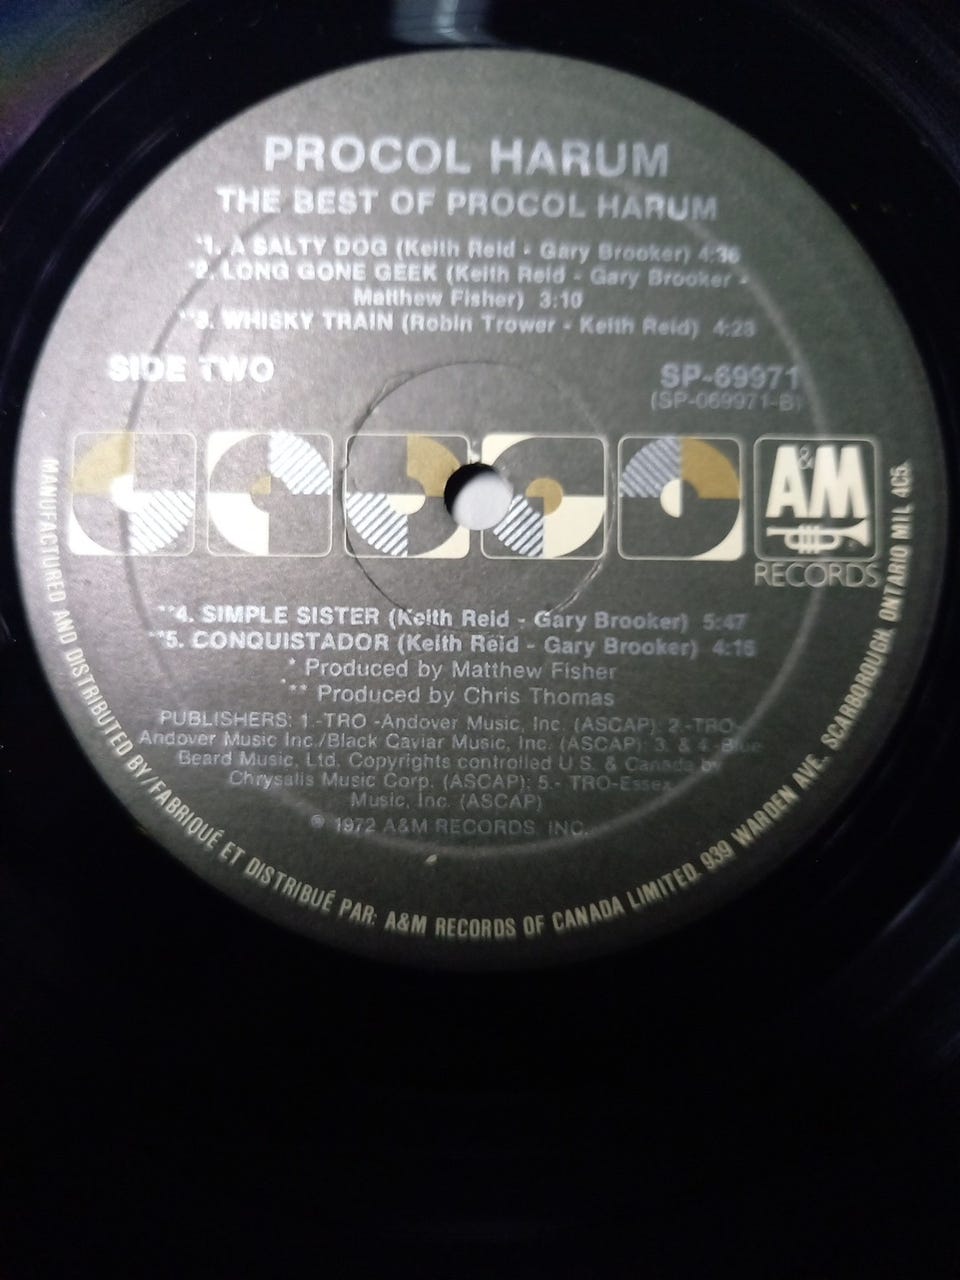 PROCOL HARUM
THE BEST OF PROCOL HARUM
*1. A SALTY DOG (Keith Reid - Gary Brooker) 4:36
*2. LONG GONE GEEK (Keith Reid - Gary Brooker -
Matthew Fisher) 3:10
**3. WHISKY TRAIN (Robin Trower - Keith Reid) 4:28
SIDE TWO
SP-69971
(SP-069971-B)
A&M
RECORDS
**4. SIMPLE SISTER (Keith Reid - Gary Brooker) 5:47
**5. CONQUISTADOR (Keith Reid - Gary Brooker) 4:16
* Produced by Matthew Fisher
** Produced by Chris Thomas
PUBLISHERS: 1.-TRO -Andover Music, Inc. (ASCAP): 2.-TRO-
Andover Music Inc./Black Caviar Music, Inc. (ASCAP): 3. & 4.-Blue
Beard Music, Ltd. Copyrights controlled U.S. & Canada by
Chrysalis Music Corp. (ASCAP): 5.- TRO-Essex
Music, Inc. (ASCAP)
℗ 1972 A&M RECORDS, INC.
MANUFACTURED AND DISTRIBUTED BY/FABRIQUÉ ET DISTRIBUÉ PAR: A&M RECORDS OF CANADA LIMITED. 939 WARDEN AVE., SCARBOROUGH, ONTARIO M1L 4C5.